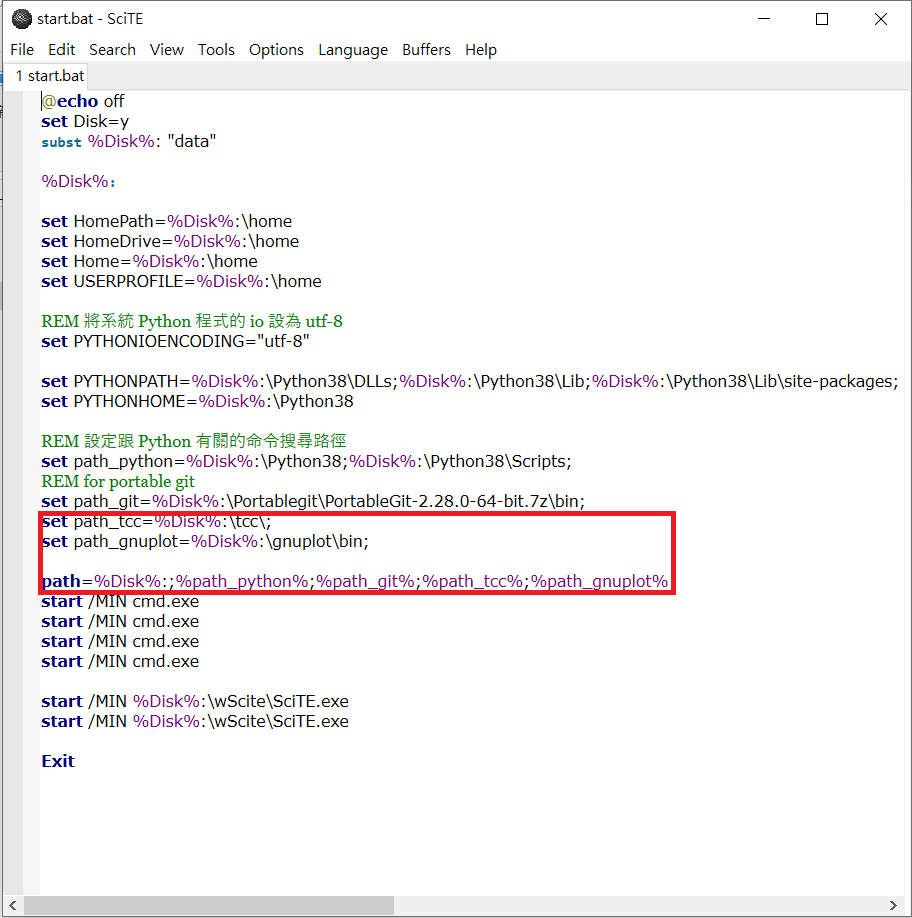 start.bat - SciTE
File Edit Search View Tools Options Language Buffers Help
1 start.bat
@echo off
set Disk=y
subst %Disk%: "data"
%Disk%:
set HomePath=%Disk%:\home
set HomeDrive=%Disk%:\home
set Home=%Disk%:\home
set USERPROFILE=%Disk%:\home
REM 將系統 Python 程式的 io 設為 utf-8
set PYTHONIOENCODING="utf-8"
set PYTHONPATH=%Disk%:\Python38\DLLs;%Disk%:\Python38\Lib;%Disk%:\Python38\Lib\site-packages;
set PYTHONHOME=%Disk%:\Python38
REM 設定跟 Python 有關的命令搜尋路徑
set path_python=%Disk%:\Python38;%Disk%:\Python38\Scripts;
REM for portable git
set path_git=%Disk%:\Portablegit\PortableGit-2.28.0-64-bit.7z\bin;
set path_tcc=%Disk%:\tcc\;
set path_gnuplot=%Disk%:\gnuplot\bin;
path=%Disk%:;%path_python%;%path_git%;%path_tcc%;%path_gnuplot%
start /MIN cmd.exe
start /MIN cmd.exe
start /MIN cmd.exe
start /MIN cmd.exe
start /MIN %Disk%:\wScite\SciTE.exe
start /MIN %Disk%:\wScite\SciTE.exe
Exit